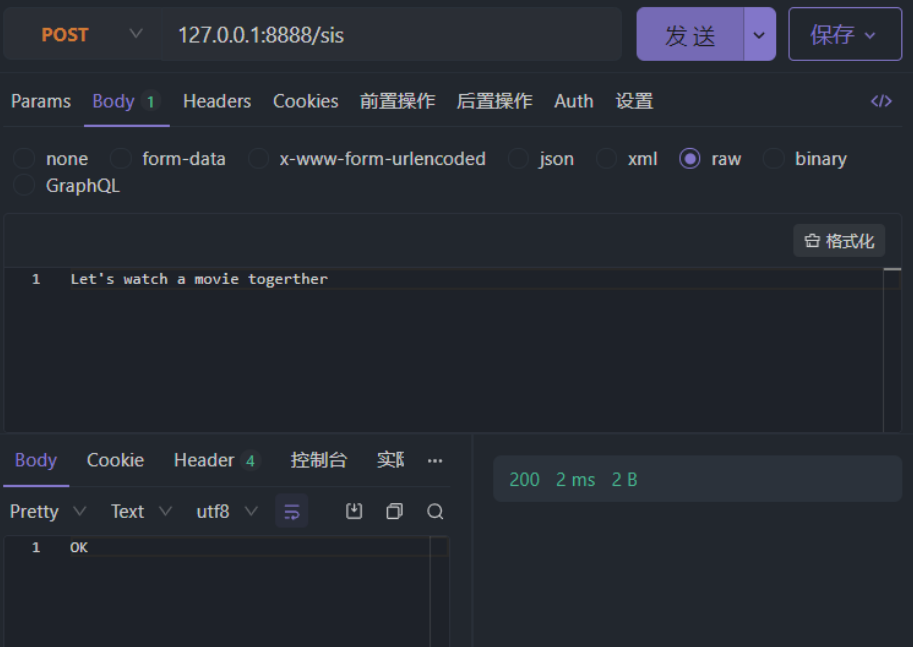 POST 127.0.0.1:8888/sis 发送 保存
Params Body 1 Headers Cookies 前置操作 后置操作 Auth 设置 </>
none form-data x-www-form-urlencoded json xml raw binary
GraphQL
格式化
1 Let's watch a movie togerther
Body Cookie Header 4 控制台 ...
200 2 ms 2 B
Pretty Text utf8
1 OK